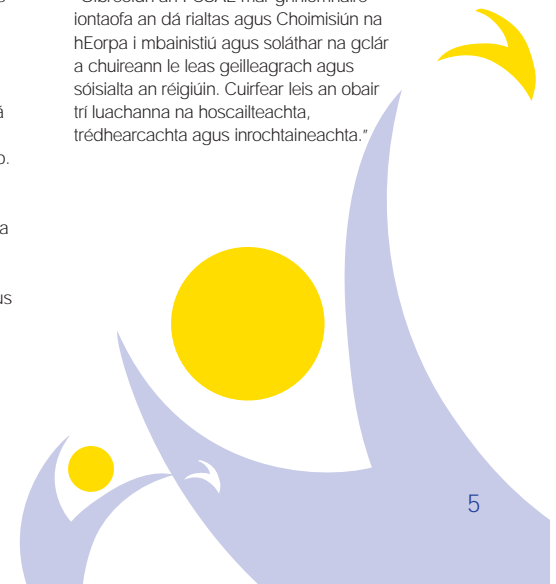 iontaofa an dá rialtas agus Choimisiún na
hEorpa i mbainistiú agus soláthar na gclár
a chuireann le leas geilleagrach agus
sóisialta an réigiúin. Cuirfear leis an obair
trí luachanna na hoscailteachta,
trédhearcachta agus inrochtaineachta."
5